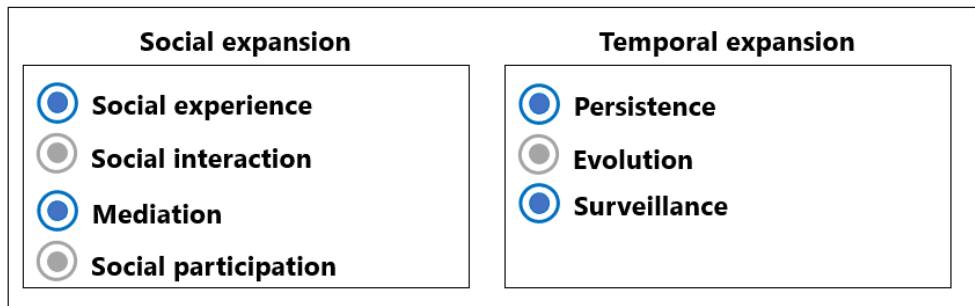 Social expansion
Social experience
Social interaction
Mediation
Social participation
Temporal expansion
Persistence
Evolution
Surveillance